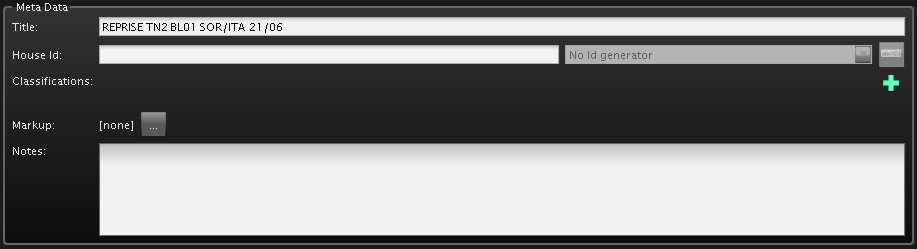 Meta Data
Title: REPRISE TN2 BL01 SOR/ITA 21/06
House Id: No Id generator
Classifications:
Markup: [none] ...
Notes: